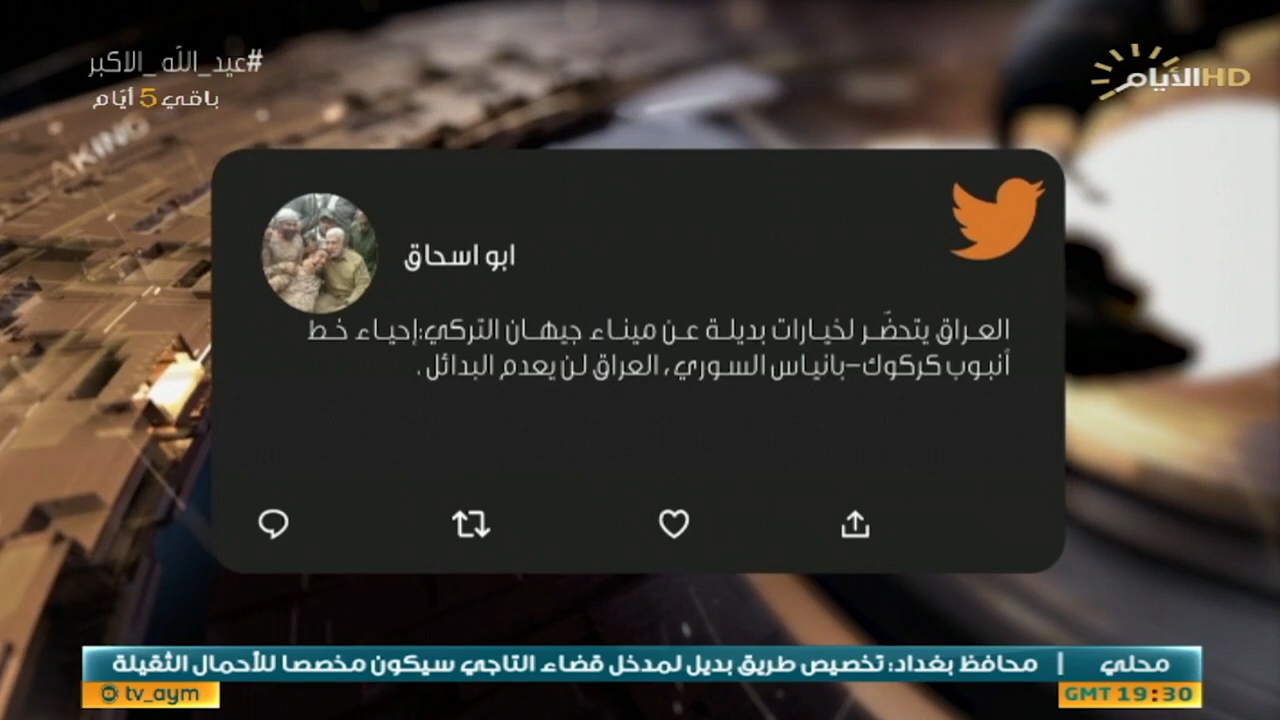 #عيد_الله_الاكبر
باقي 5 أيام
الأيام HD
AKING
ابو اسحاق
العراق يتحضّر لخيارات بديلة عن ميناء جيهان التركي:إحياء خط
أنبوب كركوك-بانياس السوري، العراق لن يعدم البدائل .
محلي | محافظ بغداد: تخصيص طريق بديل لمدخل قضاء التاجي سيكون مخصصا للأحمال الثقيلة
tv_aym
GMT 19:30